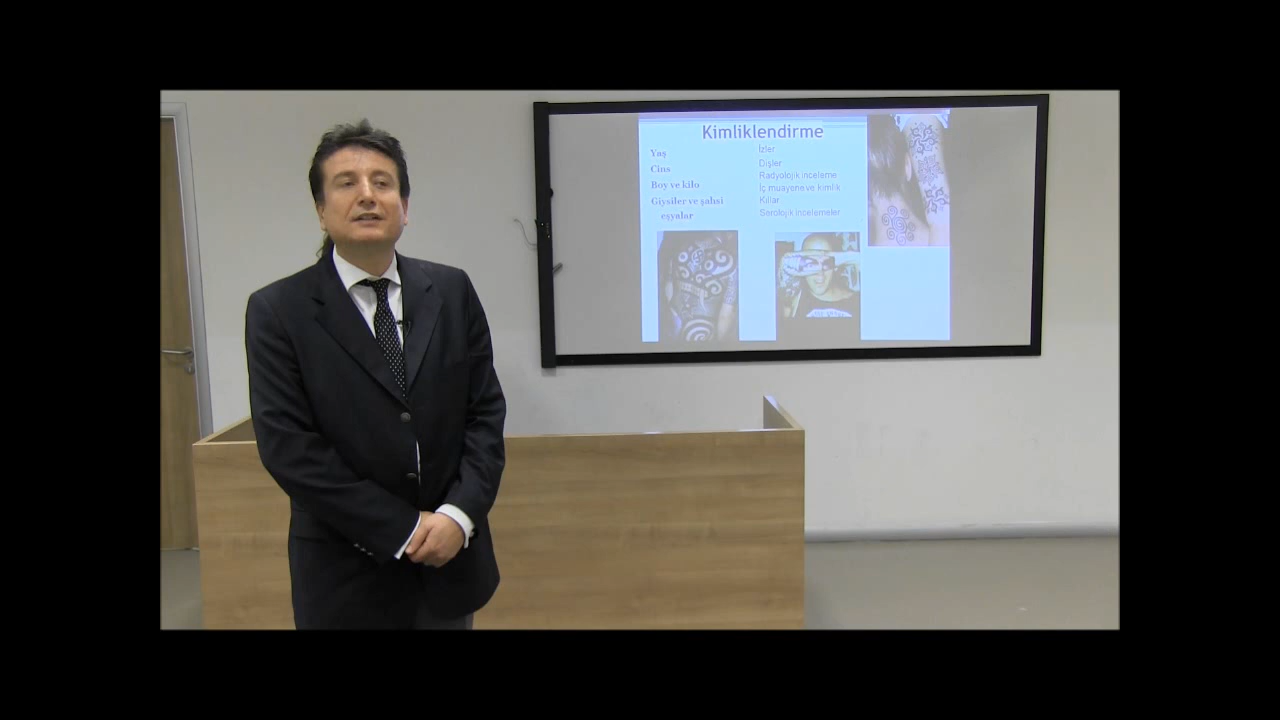 Kimliklendirme
Yaş
Cins
Boy ve kilo
Giysiler ve şahsi
eşyalar
İzler
Dişler
Radyolojik inceleme
İç muayene ve kimlik
Killar
Serolojik incelemeler